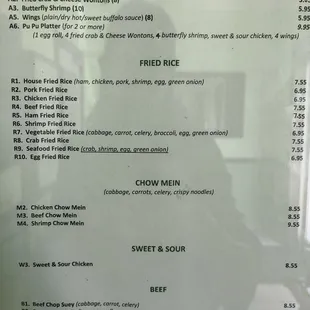 A3. Butterfly Shrimp (10) 5.95
A5. Wings (plain/dry hot/sweet buffalo sauce) (8) 5.95
A6. Pu Pu Platter (for 2 or more) 9.95
(1 egg roll, 4 fried crab & Cheese Wontons, 4 butterfly shrimp, sweet & sour chicken, 4 wings)
FRIED RICE
R1. House Fried Rice (ham, chicken, pork, shrimp, egg, green onion) 7.55
R2. Pork Fried Rice 6.95
R3. Chicken Fried Rice 6.95
R4. Beef Fried Rice 7.55
R5. Ham Fried Rice 7.55
R6. Shrimp Fried Rice 7.55
R7. Vegetable Fried Rice (cabbage, carrot, celery, broccoli, egg, green onion) 6.95
R8. Crab Fried Rice 7.55
R9. Seafood Fried Rice (crab, shrimp, egg, green onion) 7.55
R10. Egg Fried Rice 6.95
CHOW MEIN
(cabbage, carrots, celery, crispy noodles)
M2. Chicken Chow Mein 8.55
M3. Beef Chow Mein 8.55
M4. Shrimp Chow Mein 9.55
SWEET & SOUR
W3. Sweet & Sour Chicken 8.55
BEEF
B1. Beef Chop Suey (cabbage, carrot, celery) 8.55